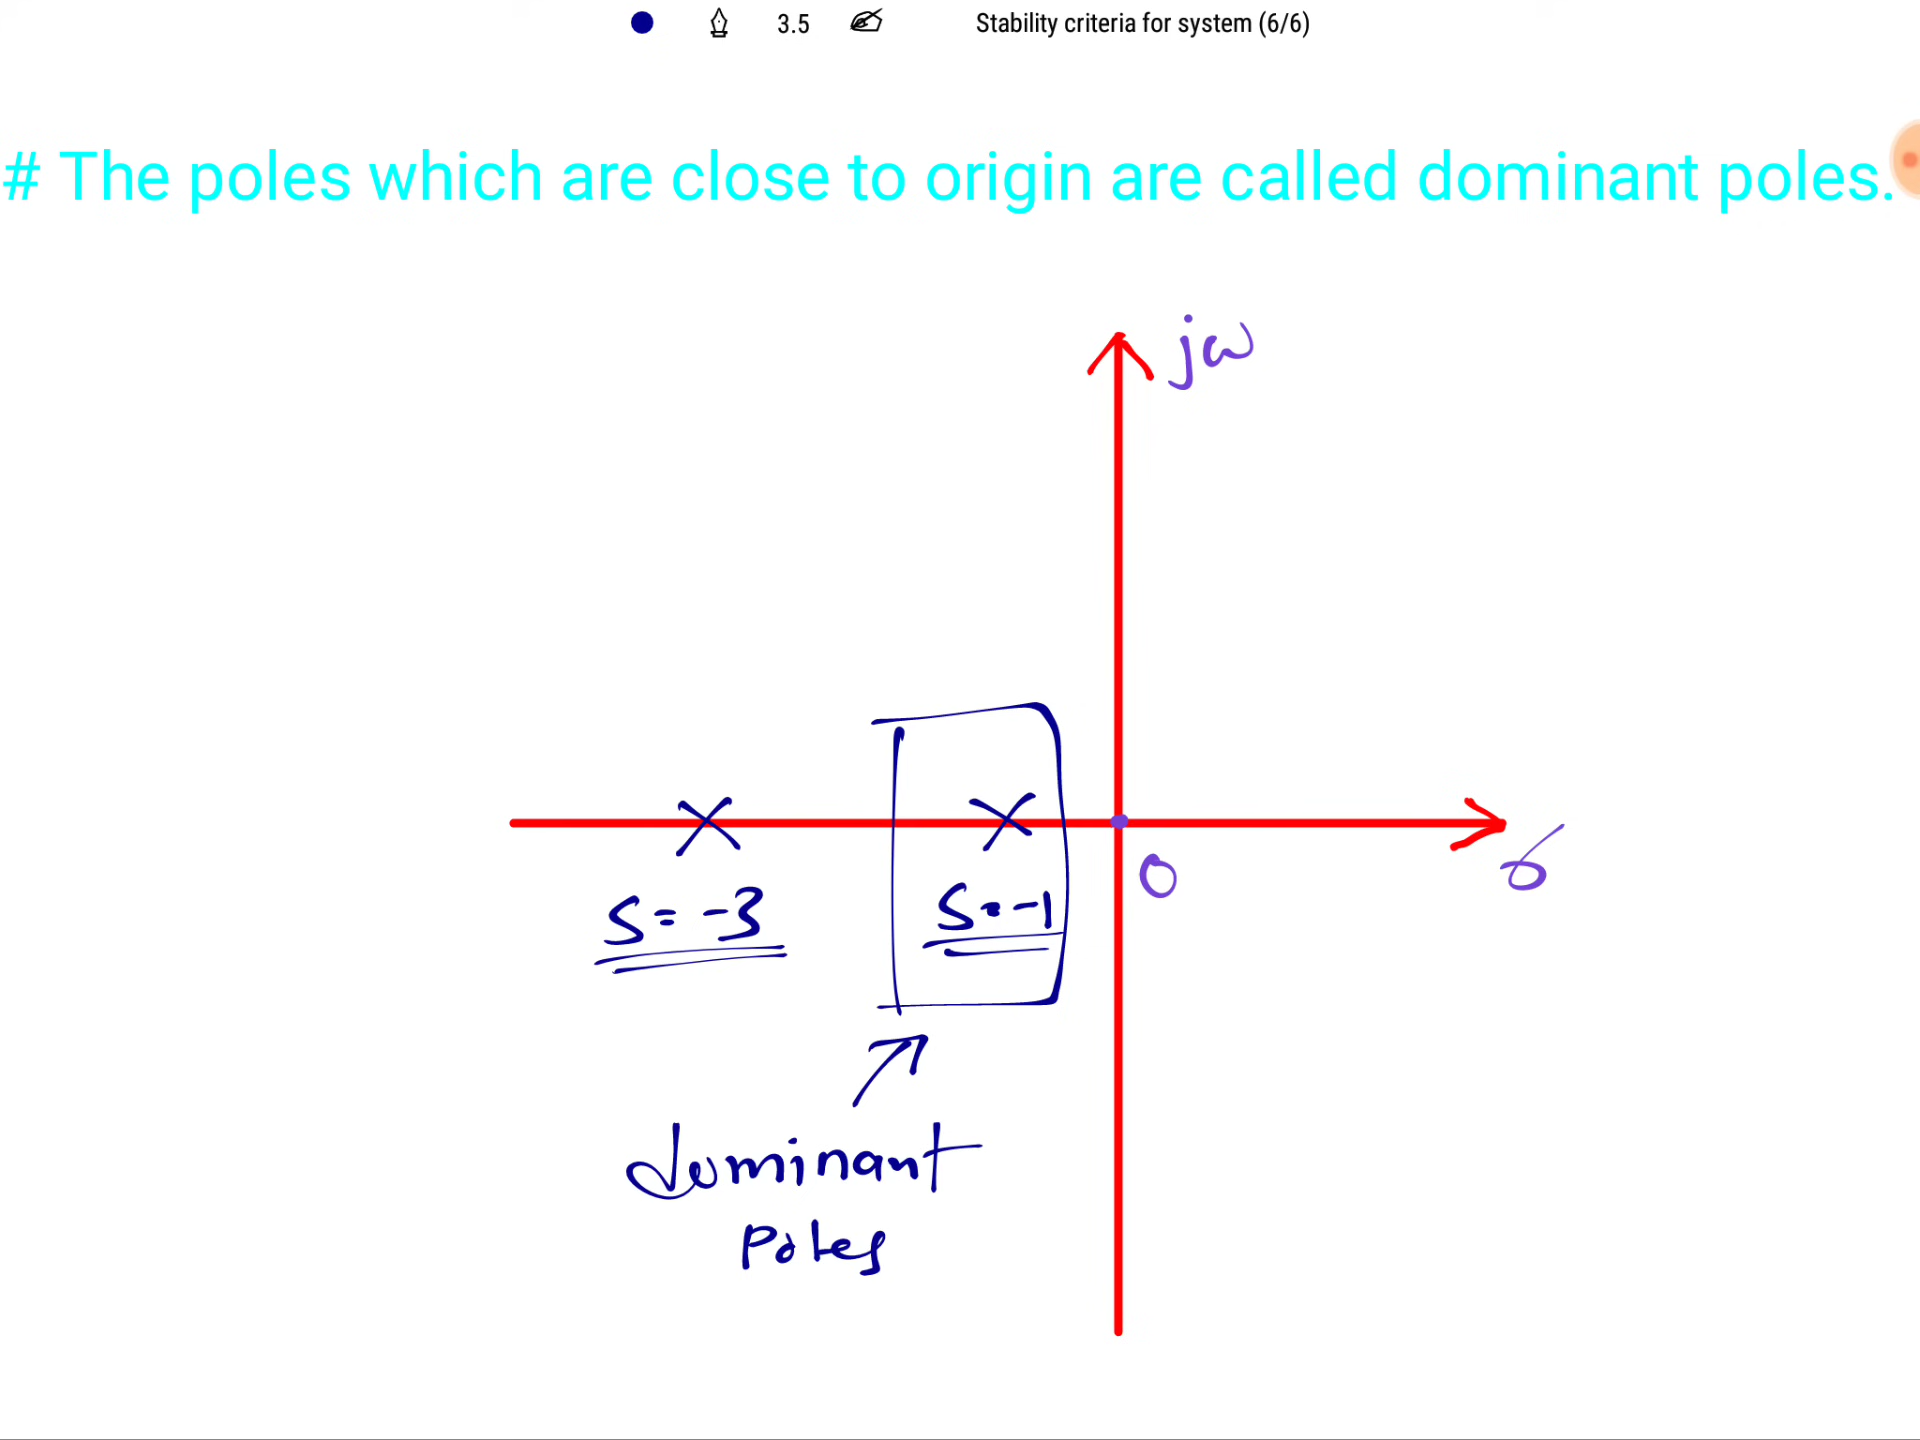 3.5 Stability criteria for system (6/6)
# The poles which are close to origin are called dominant poles.
jω
σ
0
S = -3
S = -1
dominant
Poles